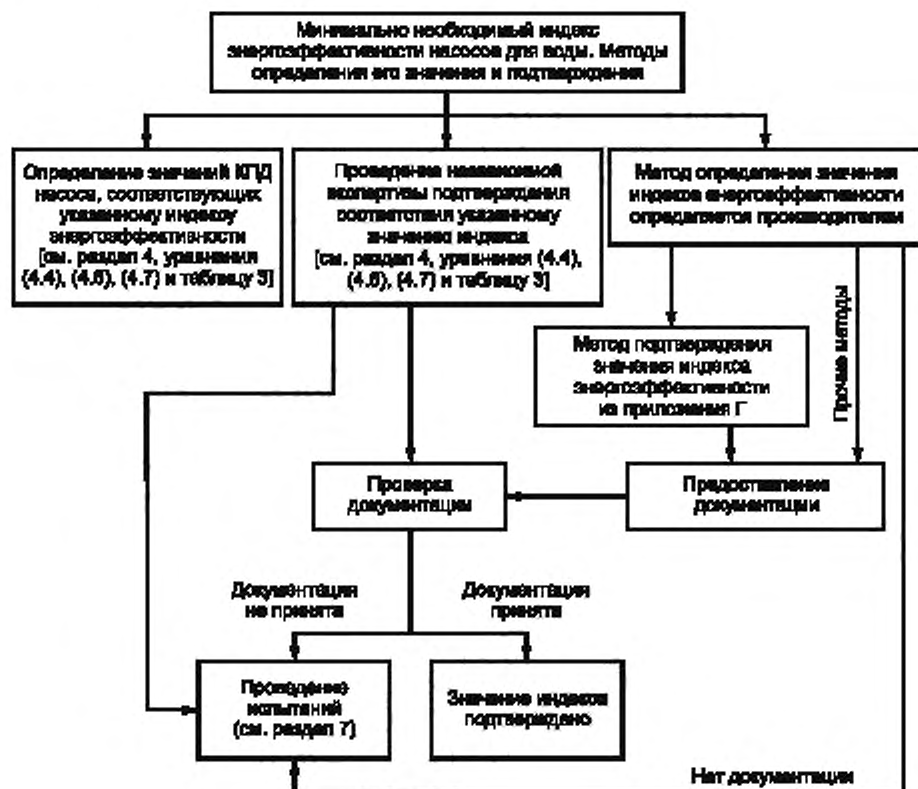 Минимально необходимый индекс
энергоэффективности насосов для воды. Методы
определения его значения и подтверждения
Определение значений КПД
насоса, соответствующих
указанному индексу
энергоэффективности
[см. раздел 4, уравнения
(4.4), (4.6), (4.7) и таблицу 3]
Проведение независимой
экспертизы подтверждения
соответствия указанному
значению индекса
[см. раздел 4, уравнения (4.4),
(4.6), (4.7) и таблицу 3]
Метод определения значения
индекса энергоэффективности
определяется производителем
Метод подтверждения
значения индекса
энергоэффективности
из приложения Г
Прочие методы
Проверка
документации
Предоставление
документации
Документация
не принята
Документация
принята
Проведение
испытаний
(см. раздел 7)
Значение индекса
подтверждено
Нет документации